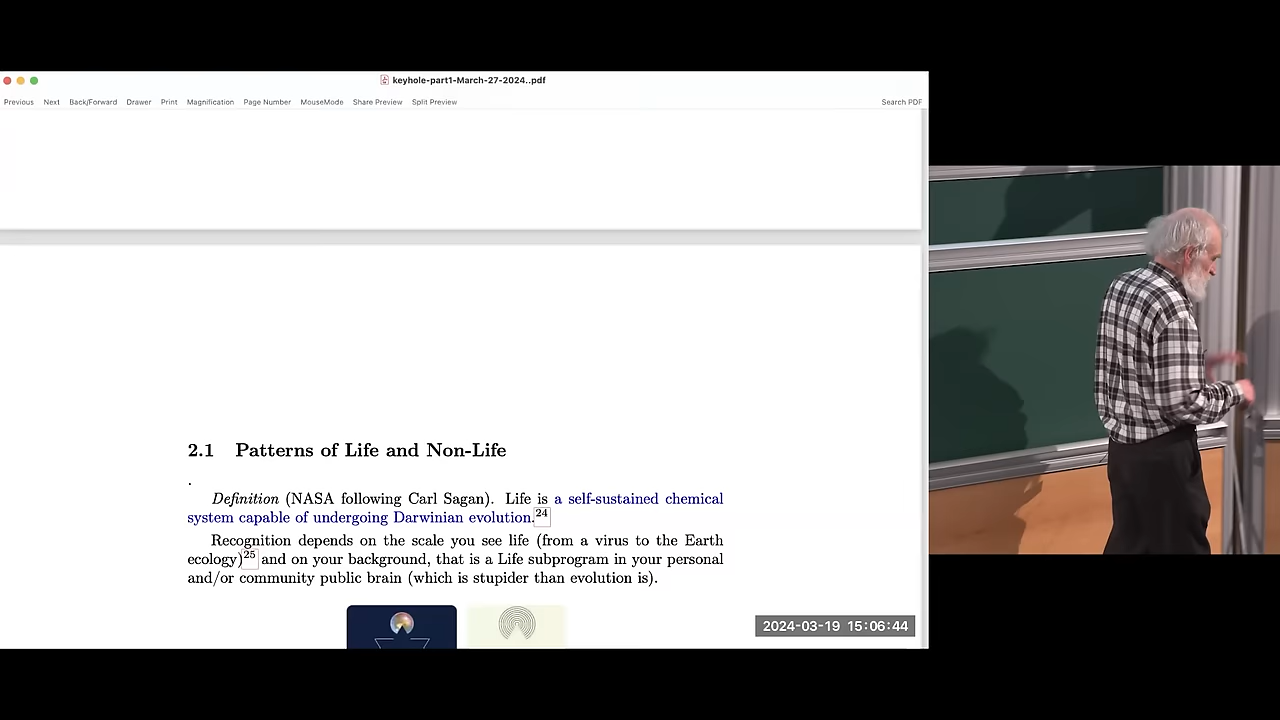 keyhole-part1-March-27-2024..pdf
Previous Next Back/Forward Drawer Print Magnification Page Number MouseMode Share Preview Split Preview Search PDF
2.1 Patterns of Life and Non-Life
.
Definition (NASA following Carl Sagan). Life is a self-sustained chemical
system capable of undergoing Darwinian evolution.24
Recognition depends on the scale you see life (from a virus to the Earth
ecology)25 and on your background, that is a Life subprogram in your personal
and/or community public brain (which is stupider than evolution is).
2024-03-19 15:06:44